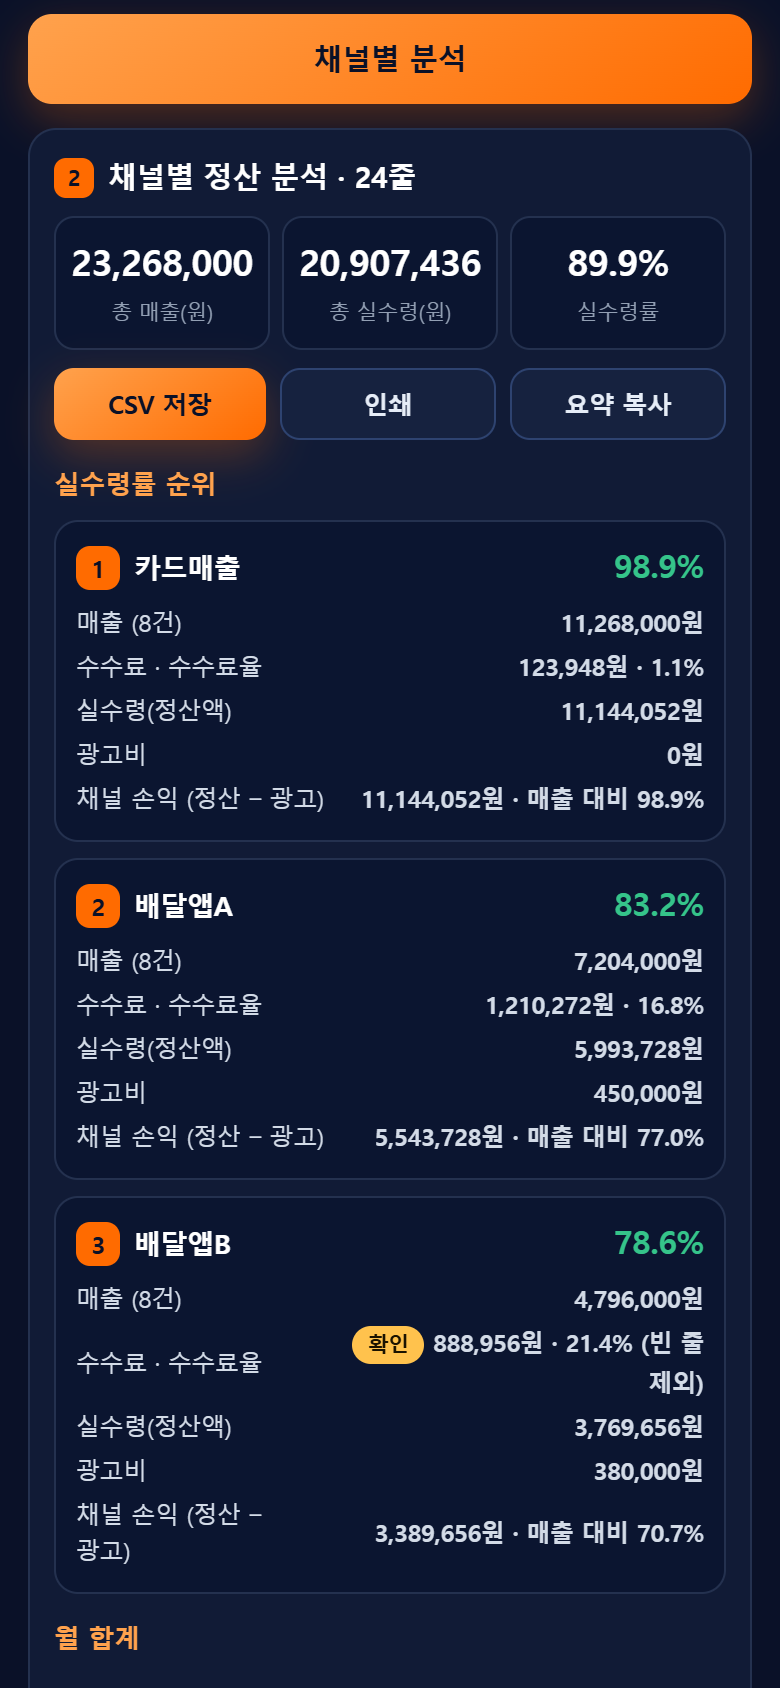 채널별 분석
2 채널별 정산 분석 · 24줄
23,268,000 20,907,436 89.9%
총 매출(원) 총 실수령(원) 실수령률
CSV 저장 인쇄 요약 복사
실수령률 순위
1 카드매출 98.9%
매출 (8건) 11,268,000원
수수료 · 수수료율 123,948원 · 1.1%
실수령(정산액) 11,144,052원
광고비 0원
채널 손익 (정산 − 광고) 11,144,052원 · 매출 대비 98.9%
2 배달앱A 83.2%
매출 (8건) 7,204,000원
수수료 · 수수료율 1,210,272원 · 16.8%
실수령(정산액) 5,993,728원
광고비 450,000원
채널 손익 (정산 − 광고) 5,543,728원 · 매출 대비 77.0%
3 배달앱B 78.6%
매출 (8건) 4,796,000원
수수료 · 수수료율 확인 888,956원 · 21.4% (빈 줄
제외)
실수령(정산액) 3,769,656원
광고비 380,000원
채널 손익 (정산 −
광고) 3,389,656원 · 매출 대비 70.7%
월 합계